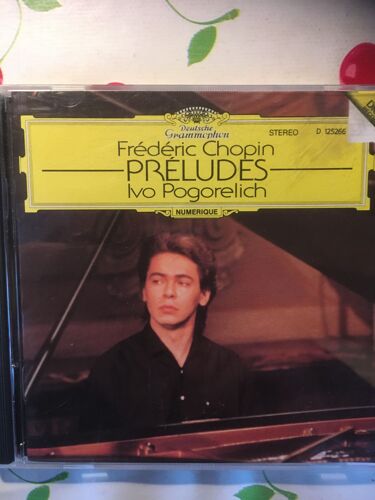 Deutsche
Grammophon
STEREO D 125266
Frédéric Chopin
PRÉLUDES
Ivo Pogorelich
NUMERIQUE